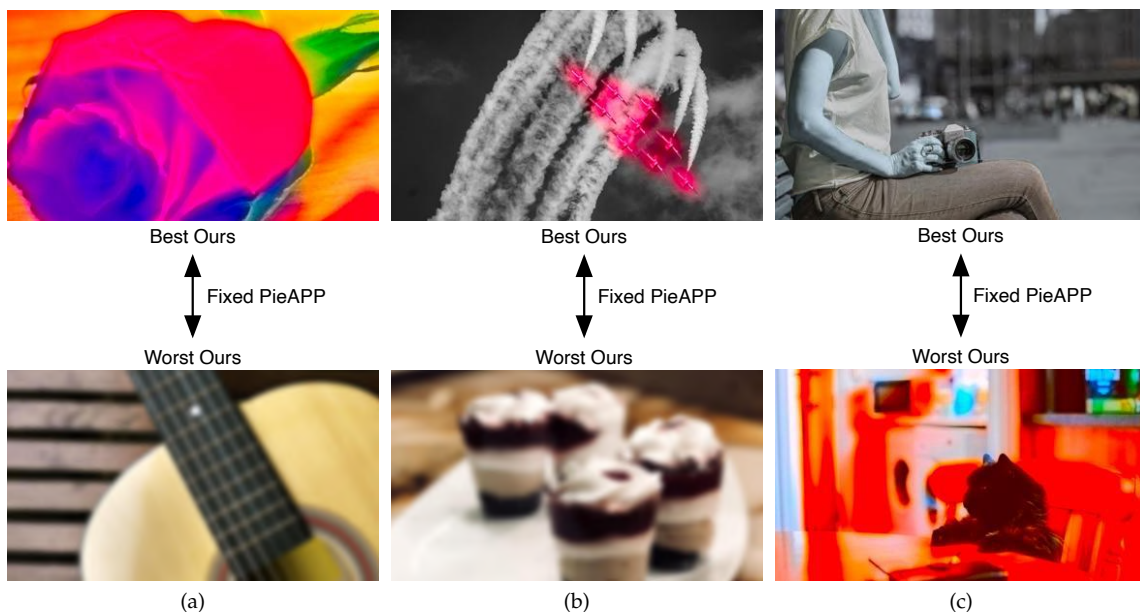 Best Ours
Best Ours
Best Ours
Fixed PieAPP
Fixed PieAPP
Fixed PieAPP
Worst Ours
Worst Ours
Worst Ours
(a)
(b)
(c)